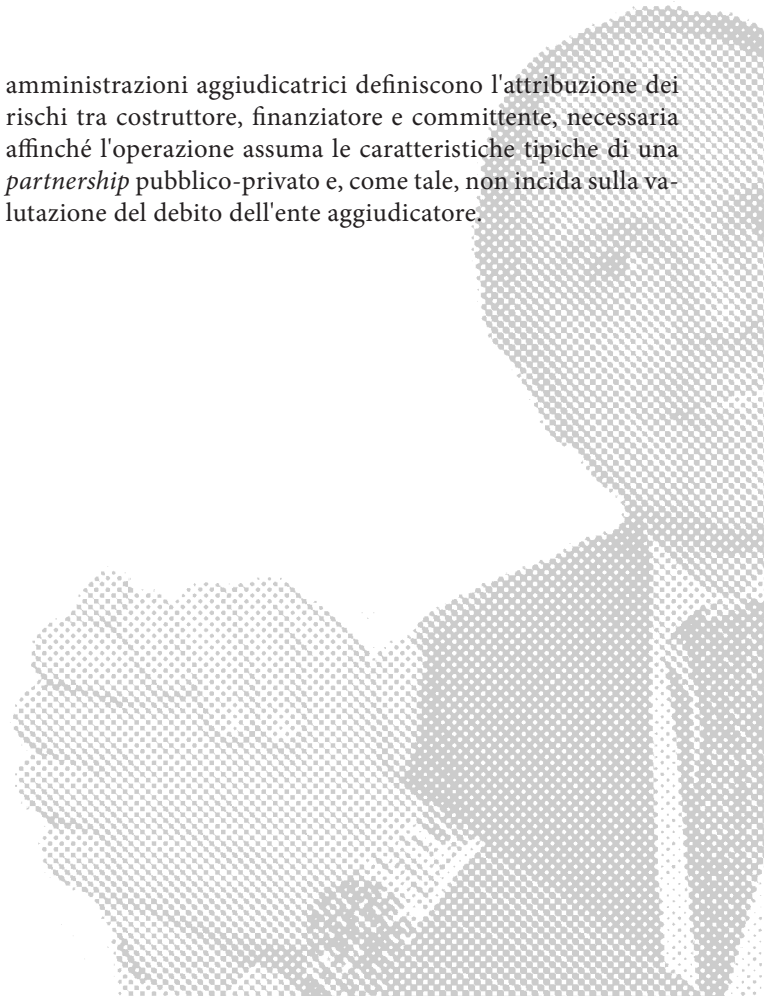 amministrazioni aggiudicatrici definiscono l'attribuzione dei
rischi tra costruttore, finanziatore e committente, necessaria
affinché l'operazione assuma le caratteristiche tipiche di una
partnership pubblico-privato e, come tale, non incida sulla va-
lutazione del debito dell'ente aggiudicatore.